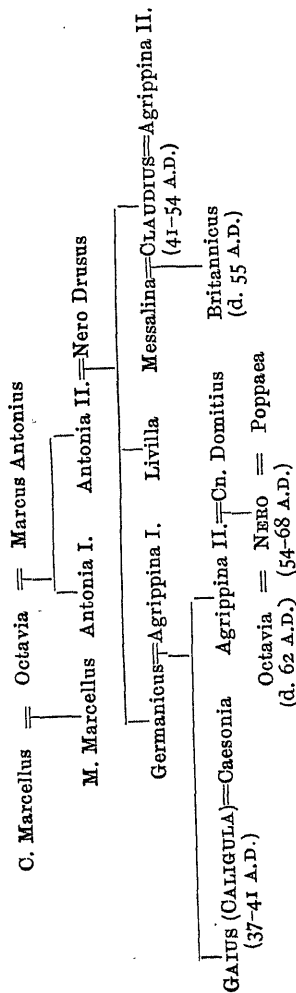 C. Marcellus = Octavia = Marcus Antonius
M. Marcellus Antonia I. Antonia II.=Nero Drusus
Germanicus=Agrippina I. Livilla Messalina=CLAUDIUS=Agrippina II.
(41–54 A.D.)
Britannicus
(d. 55 A.D.)
GAIUS (CALIGULA)=Caesonia Agrippina II.=Cn. Domitius
(37–41 A.D.)
Octavia = NERO = Poppaea
(d. 62 A.D.) (54–68 A.D.)